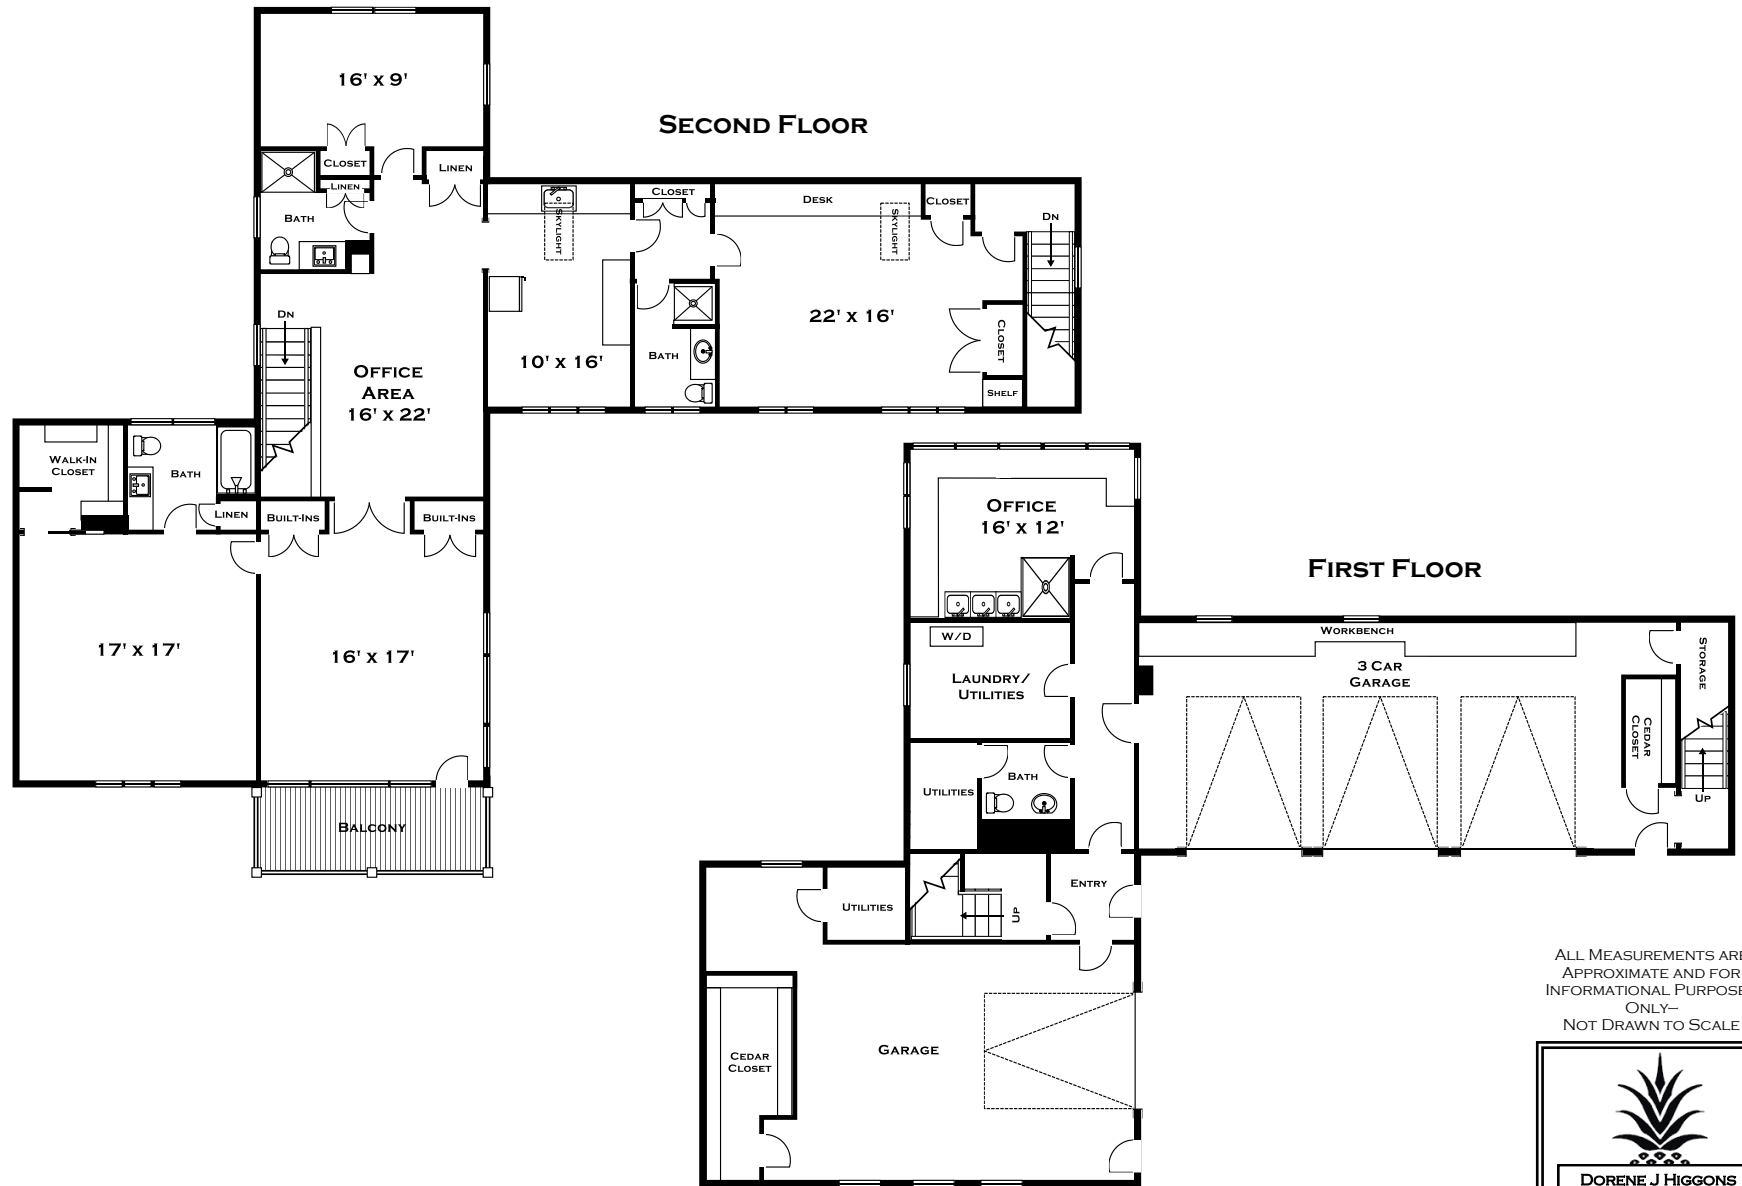 16' x 9'
SECOND FLOOR
CLOSET
LINEN
LINEN
BATH
CLOSET
SKYLIGHT
DESK
SKYLIGHT
CLOSET
DN
DN
10' x 16'
BATH
22' x 16'
CLOSET
SHELF
OFFICE
AREA
16' x 22'
WALK-IN
CLOSET
BATH
LINEN
BUILT-INS
BUILT-INS
17' x 17'
16' x 17'
BALCONY
FIRST FLOOR
OFFICE
16' x 12'
W/D
LAUNDRY/
UTILITIES
WORKBENCH
3 CAR
GARAGE
STORAGE
CEDAR
CLOSET
UP
BATH
UTILITIES
ENTRY
UP
UTILITIES
GARAGE
CEDAR
CLOSET
ALL MEASUREMENTS ARE
APPROXIMATE AND FOR
INFORMATIONAL PURPOSE
ONLY–
NOT DRAWN TO SCALE
DORENE J HIGGONS